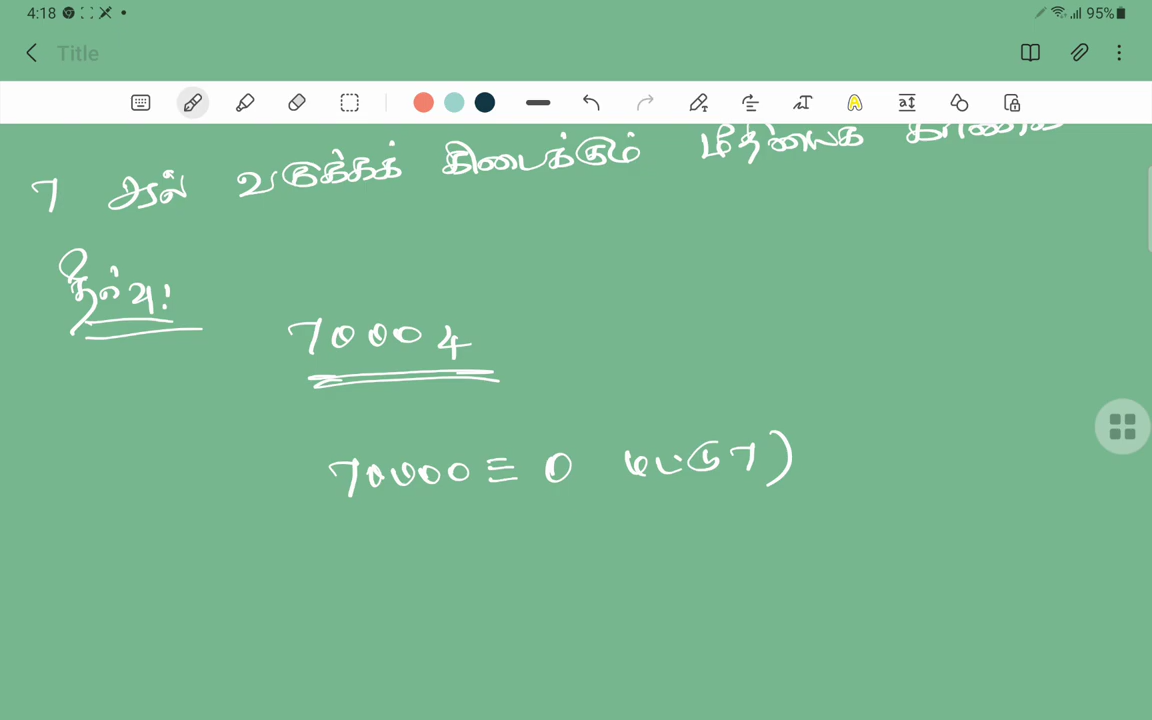 4:18 95%
Title
வகுக்கக் கிடைக்கும் மீதியைக் காண்க
7 ஆல்
தீர்வு:
70004
70000 ≡ 0 மட்டு 7)